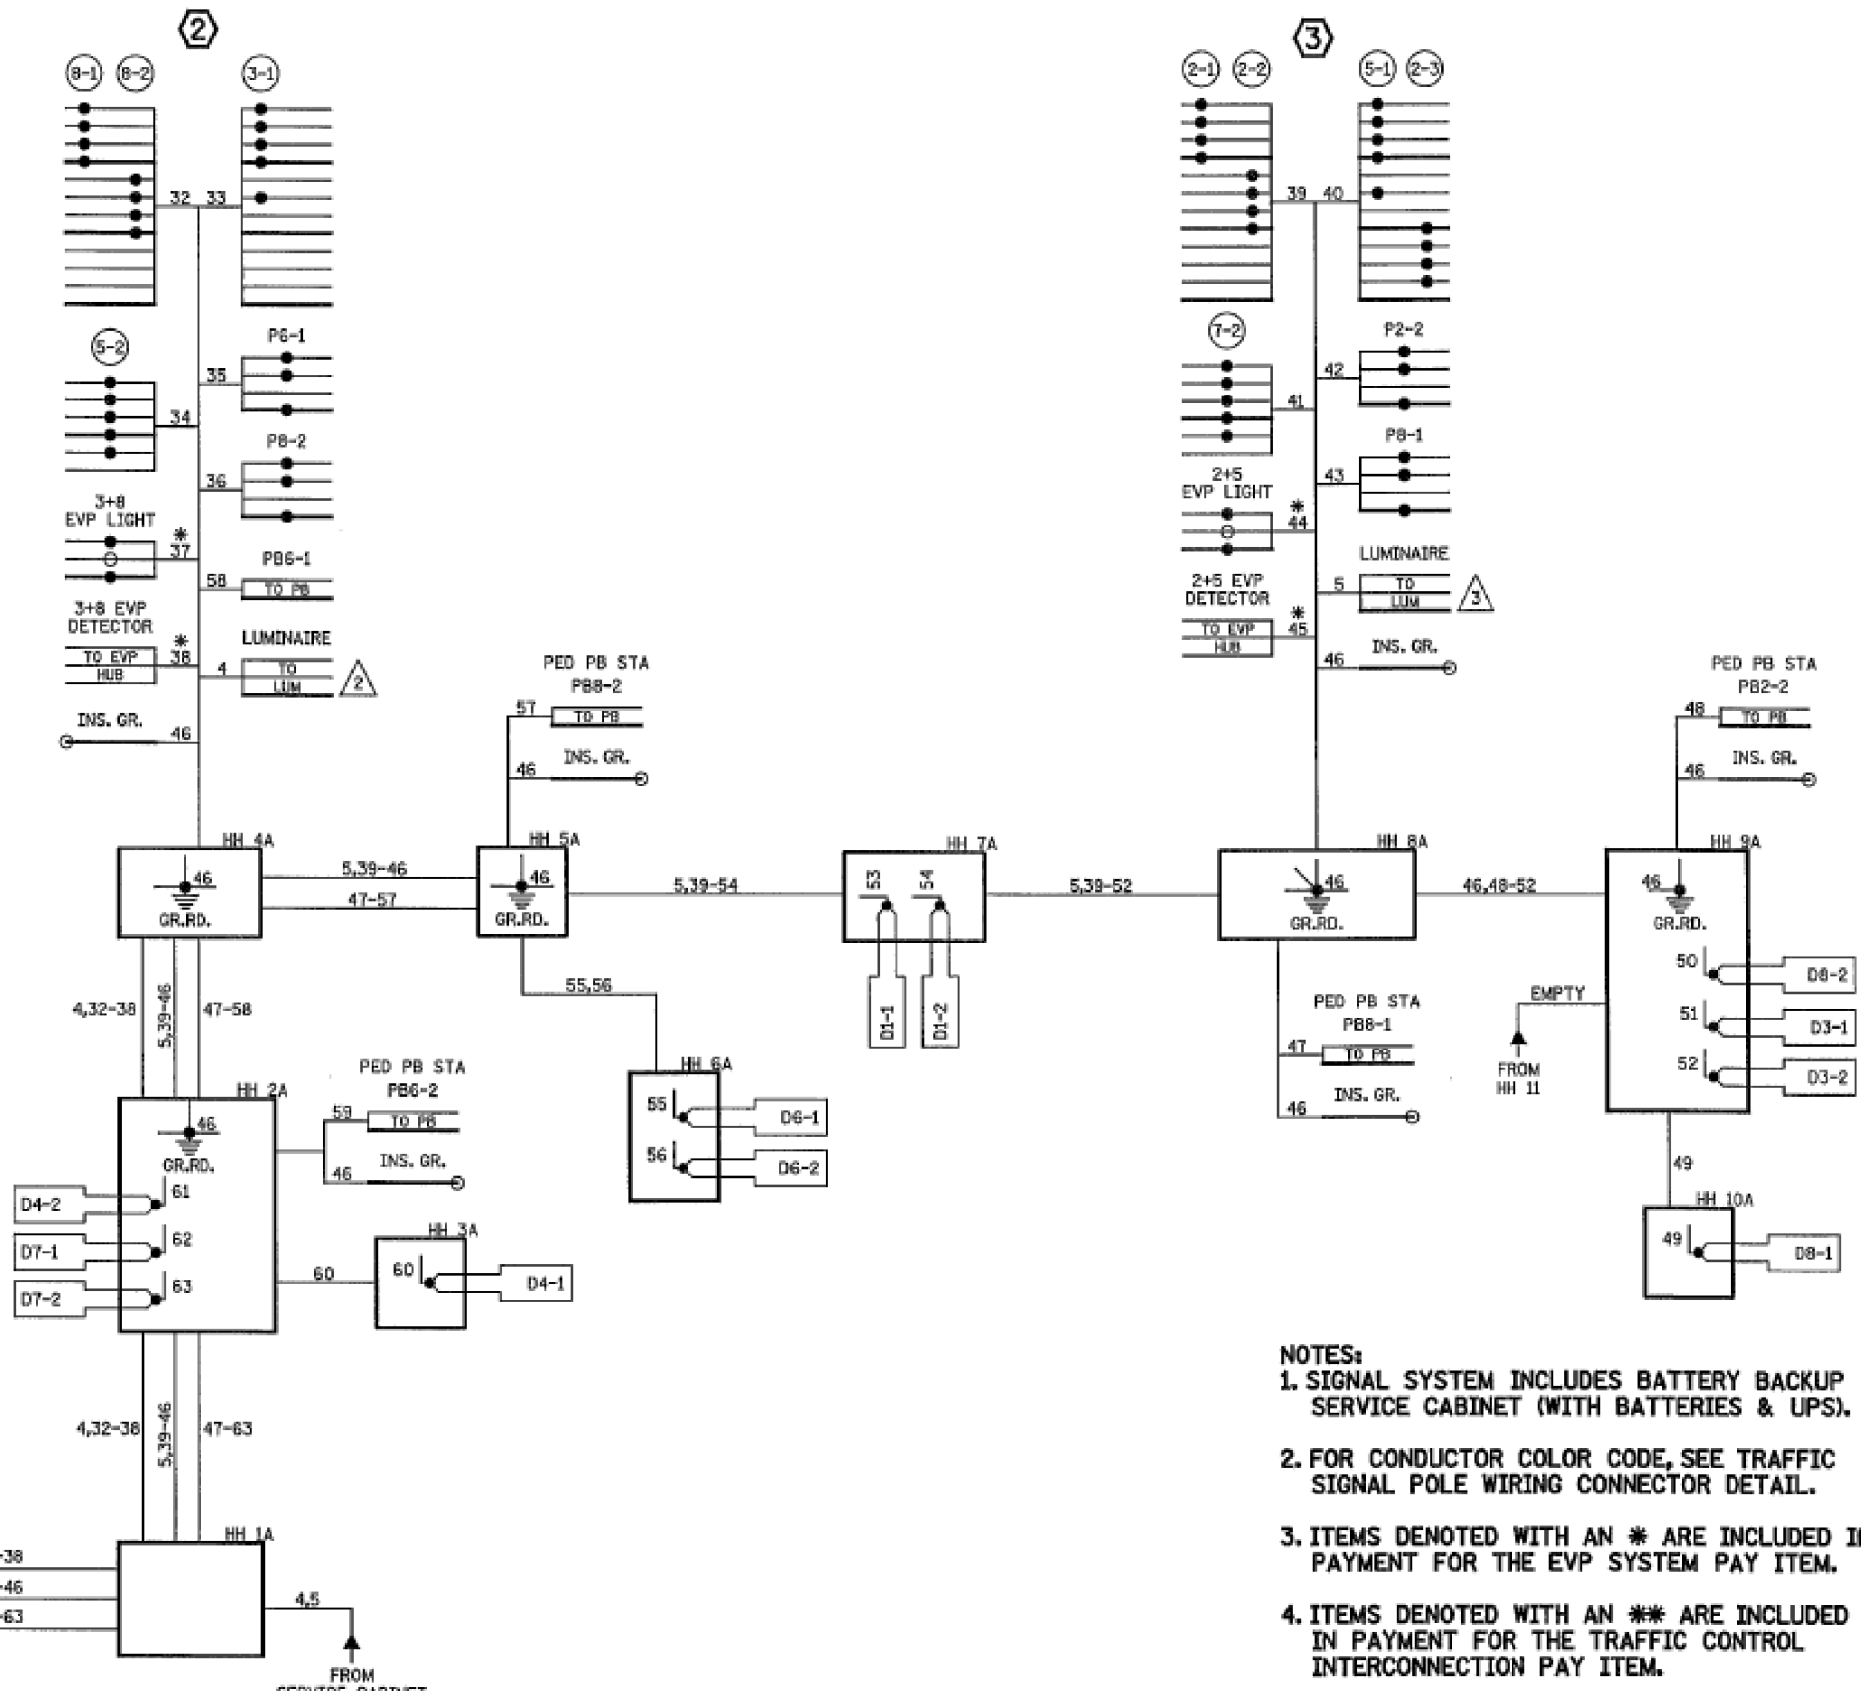 2
8-1 8-2 3-1
32 33
5-2
P6-1
35
34
P8-2
36
3+8
EVP LIGHT
*
37
PB6-1
58 TO PB
3+8 EVP
DETECTOR
*
TO EVP
HUB
38
LUMINAIRE
4 TO
LUM
2
INS. GR.
46
3
2-1 2-2 5-1 2-3
39 40
7-2
P2-2
42
41
P8-1
43
2+5
EVP LIGHT
*
44
LUMINAIRE
5 TO
LUM
3
2+5 EVP
DETECTOR
*
TO EVP
HUB
45
INS. GR.
46
PED PB STA
PB8-2
57 TO PB
INS. GR.
46
PED PB STA
PB2-2
48 TO PB
INS. GR.
46
HH 4A
46
GR.RD.
5,39-46
47-57
HH 5A
46
GR.RD.
5,39-54
HH 7A
53 54
D1-1 D1-2
5,39-52
HH 8A
46
GR.RD.
46,48-52
HH 9A
46
GR.RD.
50 D8-2
51 D3-1
52 D3-2
EMPTY
FROM
HH 11
4,32-38 5,39-46 47-58
55,56
HH 6A
55 D6-1
56 D6-2
PED PB STA
PB8-1
47 TO PB
INS. GR.
46
49
HH 10A
49 D8-1
HH 2A
46
GR.RD.
PED PB STA
PB6-2
59 TO PB
INS. GR.
46
D4-2 61
D7-1 62
D7-2 63
60
HH 3A
60 D4-1
4,32-38 5,39-46 47-63
HH 1A
-38
-46
-63
4,5
FROM
SERVICE CABINET
NOTES:
1. SIGNAL SYSTEM INCLUDES BATTERY BACKUP
SERVICE CABINET (WITH BATTERIES & UPS).
2. FOR CONDUCTOR COLOR CODE, SEE TRAFFIC
SIGNAL POLE WIRING CONNECTOR DETAIL.
3. ITEMS DENOTED WITH AN * ARE INCLUDED I
PAYMENT FOR THE EVP SYSTEM PAY ITEM.
4. ITEMS DENOTED WITH AN ** ARE INCLUDED
IN PAYMENT FOR THE TRAFFIC CONTROL
INTERCONNECTION PAY ITEM.